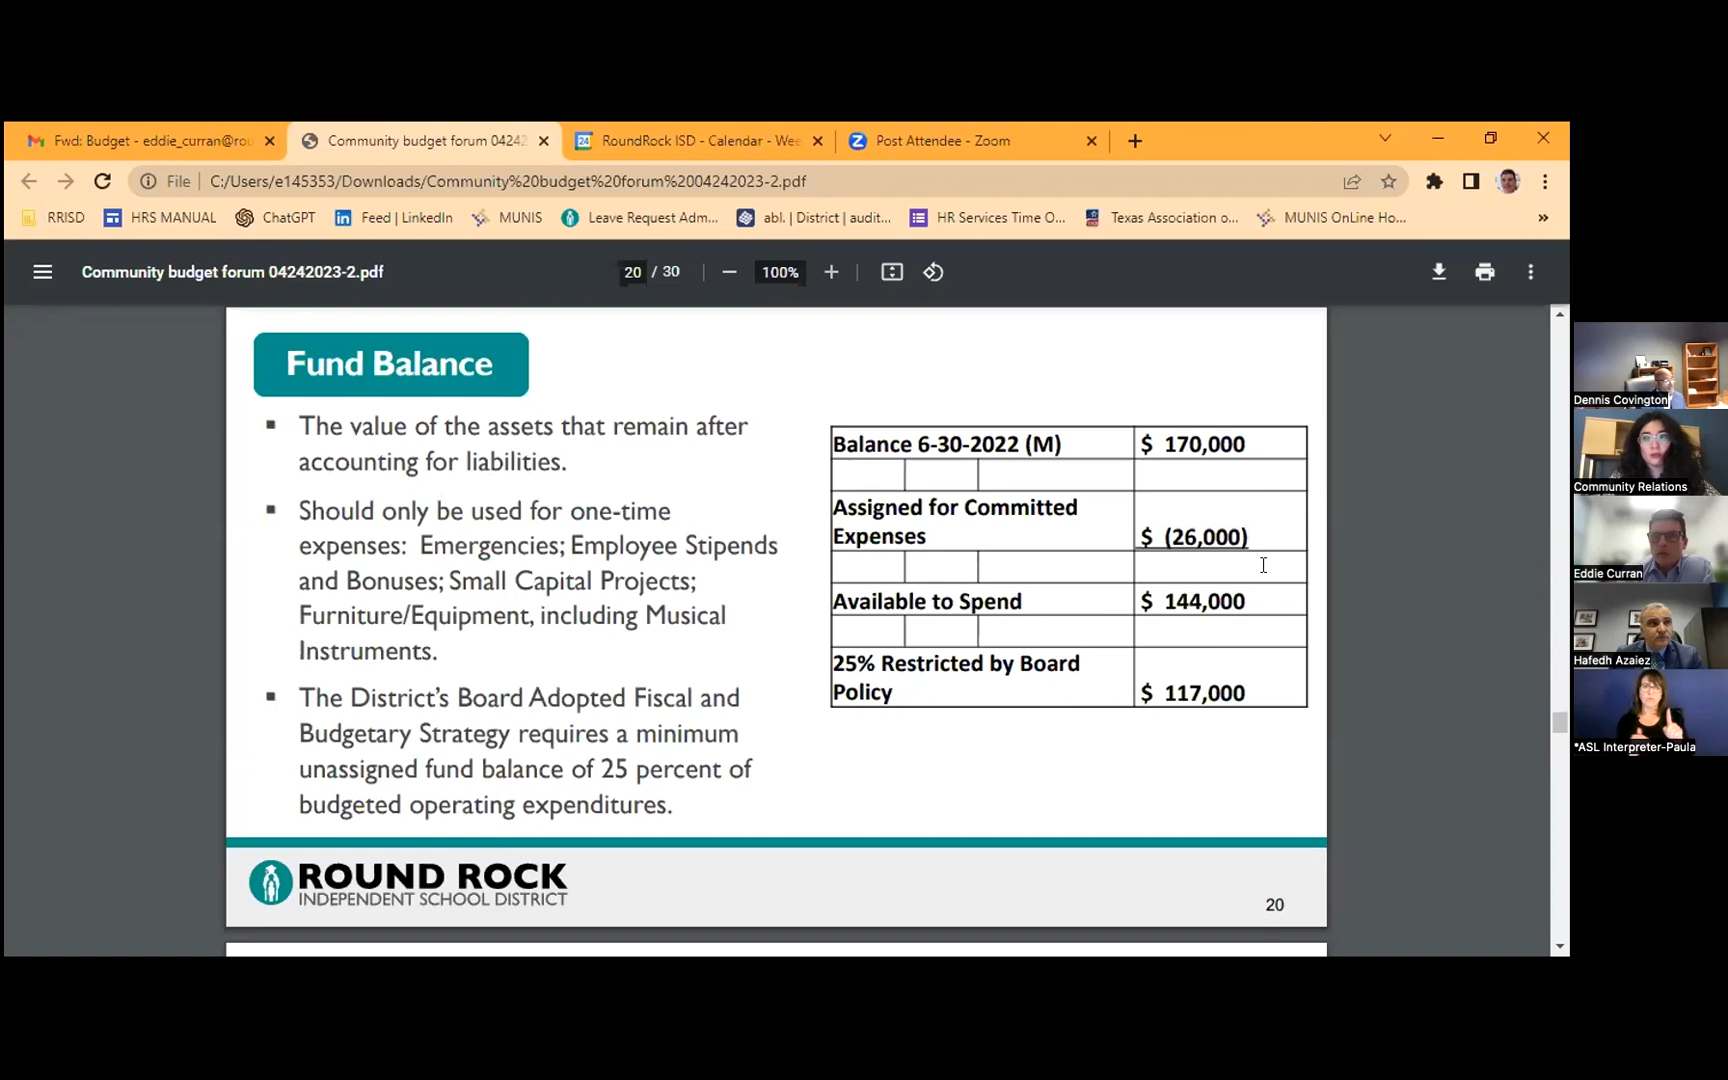 Fwd: Budget - eddie_curran@rou
Community budget forum 04242
24
RoundRock ISD - Calendar - Wee
Post Attendee - Zoom
File
C:/Users/e145353/Downloads/Community%20budget%20forum%2004242023-2.pdf
RRISD
HRS MANUAL
ChatGPT
Feed | LinkedIn
MUNIS
Leave Request Adm...
abl. | District | audit...
HR Services Time O...
Texas Association o...
MUNIS OnLine Ho...
»
Community budget forum 04242023-2.pdf
20 / 30
100%
Fund Balance
▪ The value of the assets that remain after
accounting for liabilities.
▪ Should only be used for one-time
expenses: Emergencies; Employee Stipends
and Bonuses; Small Capital Projects;
Furniture/Equipment, including Musical
Instruments.
▪ The District's Board Adopted Fiscal and
Budgetary Strategy requires a minimum
unassigned fund balance of 25 percent of
budgeted operating expenditures.
Balance 6-30-2022 (M) $ 170,000
Assigned for Committed
Expenses $ (26,000)
Available to Spend $ 144,000
25% Restricted by Board
Policy $ 117,000
ROUND ROCK
INDEPENDENT SCHOOL DISTRICT
20
Dennis Covington
Community Relations
Eddie Curran
Hafedh Azaiez
*ASL Interpreter-Paula